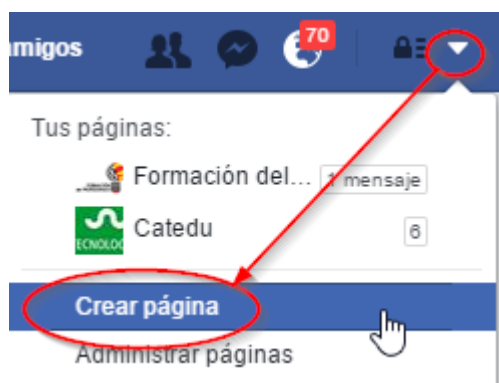 migos
70
Tus páginas:
Formación del... 1 mensaje
Catedu 6
Crear página
Administrar páginas